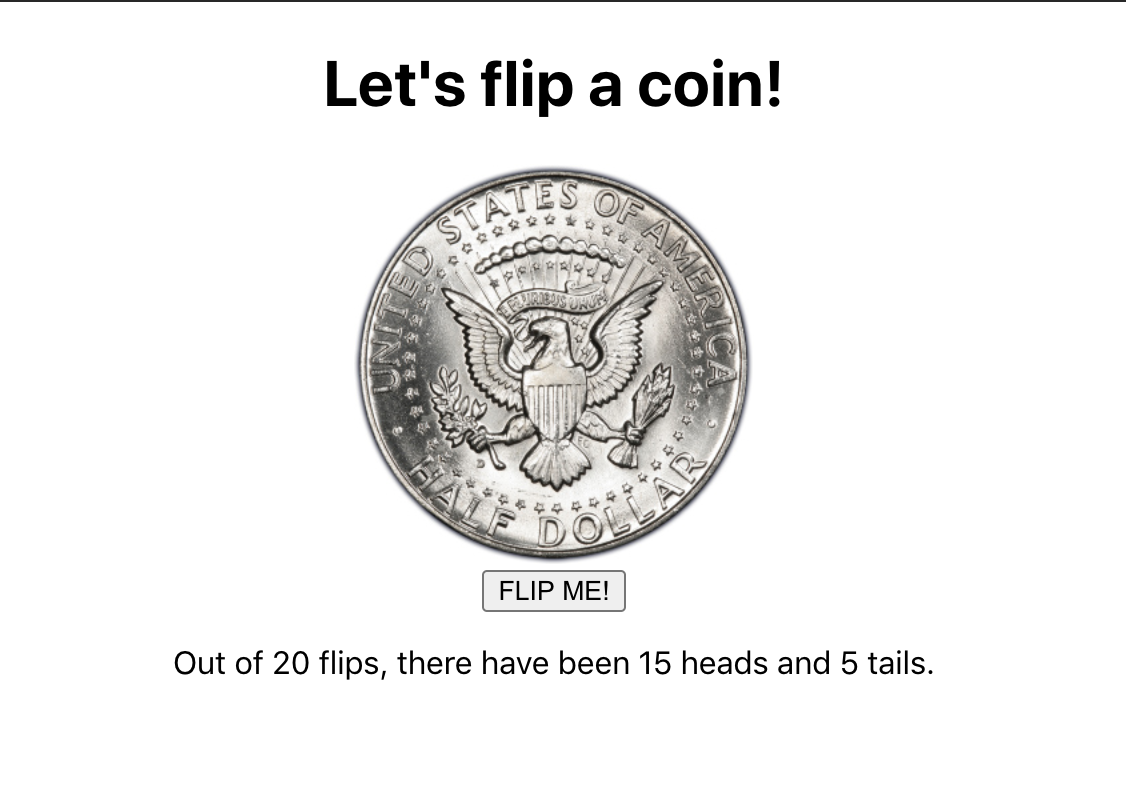 Let's flip a coin!
UNITED STATES OF AMERICA
E PLURIBUS UNUM
D
FG
HALF DOLLAR
FLIP ME!
Out of 20 flips, there have been 15 heads and 5 tails.